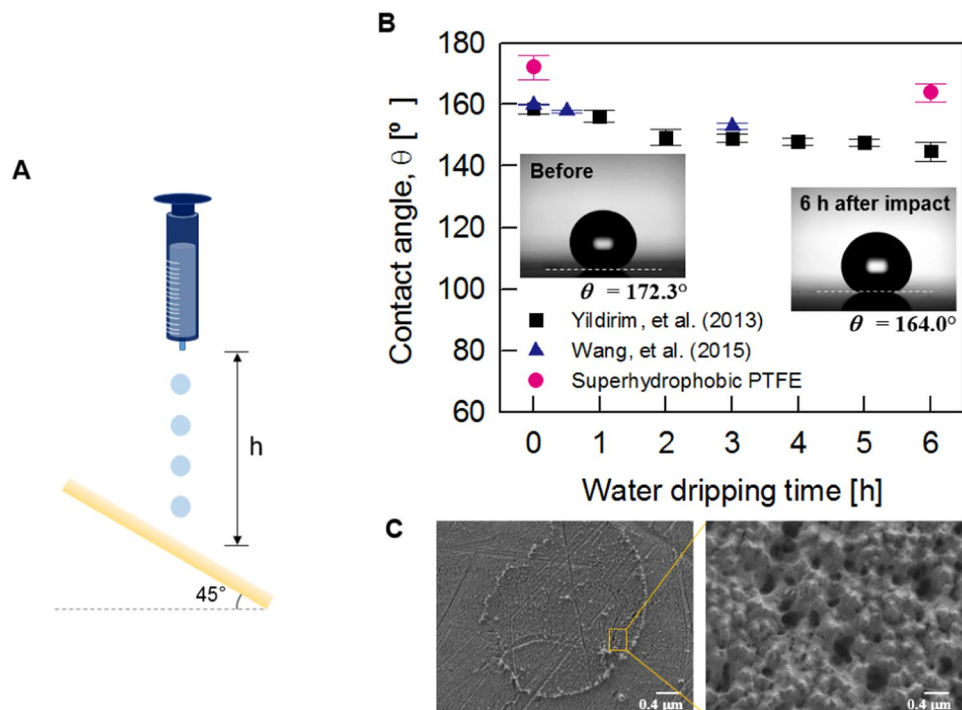 A
h
45°
B
Contact angle, θ [º ]
180
160
140
120
100
80
60
Before
θ = 172.3°
6 h after impact
θ = 164.0°
Yildirim, et al. (2013)
Wang, et al. (2015)
Superhydrophobic PTFE
0 1 2 3 4 5 6
Water dripping time [h]
C
0.4 μm
0.4 μm